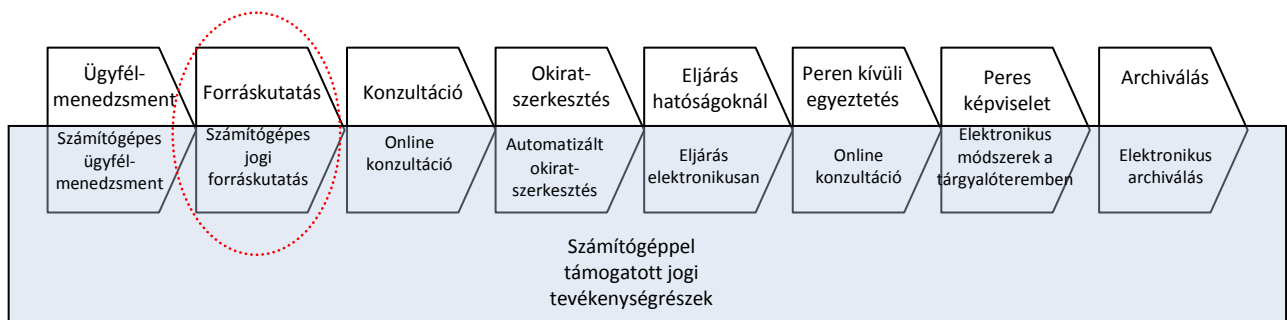 Ügyfél-
menedzsment
Számítógépes
ügyfél-
menedzsment
Forráskutatás
Számítógépes
jogi
forráskutatás
Konzultáció
Online
konzultáció
Okirat-
szerkesztés
Automatizált
okirat-
szerkesztés
Eljárás
hatóságoknál
Eljárás
elektronikusan
Peren kívüli
egyeztetés
Online
konzultáció
Peres
képviselet
Elektronikus
módszerek a
tárgyalóteremben
Archiválás
Elektronikus
archiválás
Számítógéppel
támogatott jogi
tevékenységrészek